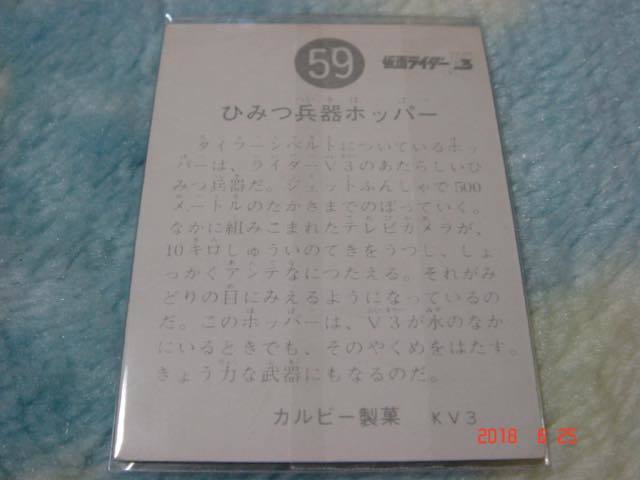 59
仮面ライダー V3
ひみつ兵器ホッパー
タイフーンベルトについているホッ
パーは、ライダーV3のあたらしいひ
みつ兵器だ。ジェットふんしゃで500
メートルのたかさまでのぼっていく。
なかに組みこまれたテレビカメラが、
10キロしゅういのてきをうつし、しょ
っかくアンテナにつたえる。それがみ
どりの目にみえるようになっているの
だ。このホッパーは、V3が水のなか
にいるときでも、そのやくめをはたす。
きょう力な武器にもなるのだ。
カルビー製菓 KV3
2018 6 25